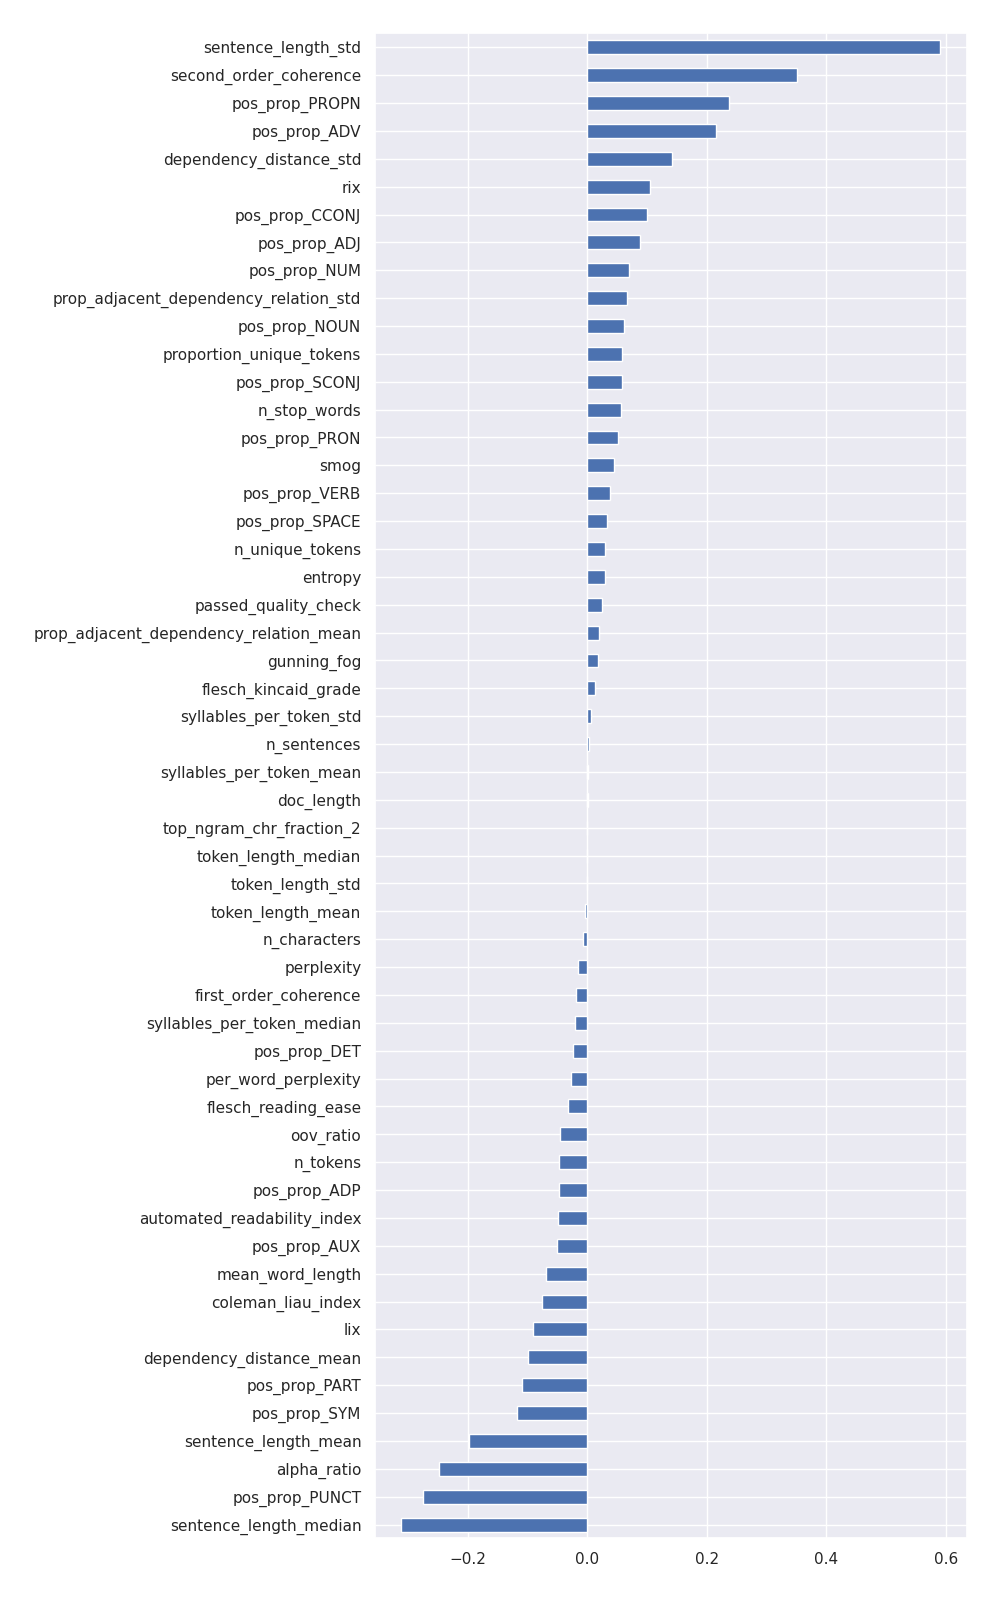 sentence_length_std
second_order_coherence
pos_prop_PROPN
pos_prop_ADV
dependency_distance_std
rix
pos_prop_CCONJ
pos_prop_ADJ
pos_prop_NUM
prop_adjacent_dependency_relation_std
pos_prop_NOUN
proportion_unique_tokens
pos_prop_SCONJ
n_stop_words
pos_prop_PRON
smog
pos_prop_VERB
pos_prop_SPACE
n_unique_tokens
entropy
passed_quality_check
prop_adjacent_dependency_relation_mean
gunning_fog
flesch_kincaid_grade
syllables_per_token_std
n_sentences
syllables_per_token_mean
doc_length
top_ngram_chr_fraction_2
token_length_median
token_length_std
token_length_mean
n_characters
perplexity
first_order_coherence
syllables_per_token_median
pos_prop_DET
per_word_perplexity
flesch_reading_ease
oov_ratio
n_tokens
pos_prop_ADP
automated_readability_index
pos_prop_AUX
mean_word_length
coleman_liau_index
lix
dependency_distance_mean
pos_prop_PART
pos_prop_SYM
sentence_length_mean
alpha_ratio
pos_prop_PUNCT
sentence_length_median
−0.2 0.0 0.2 0.4 0.6